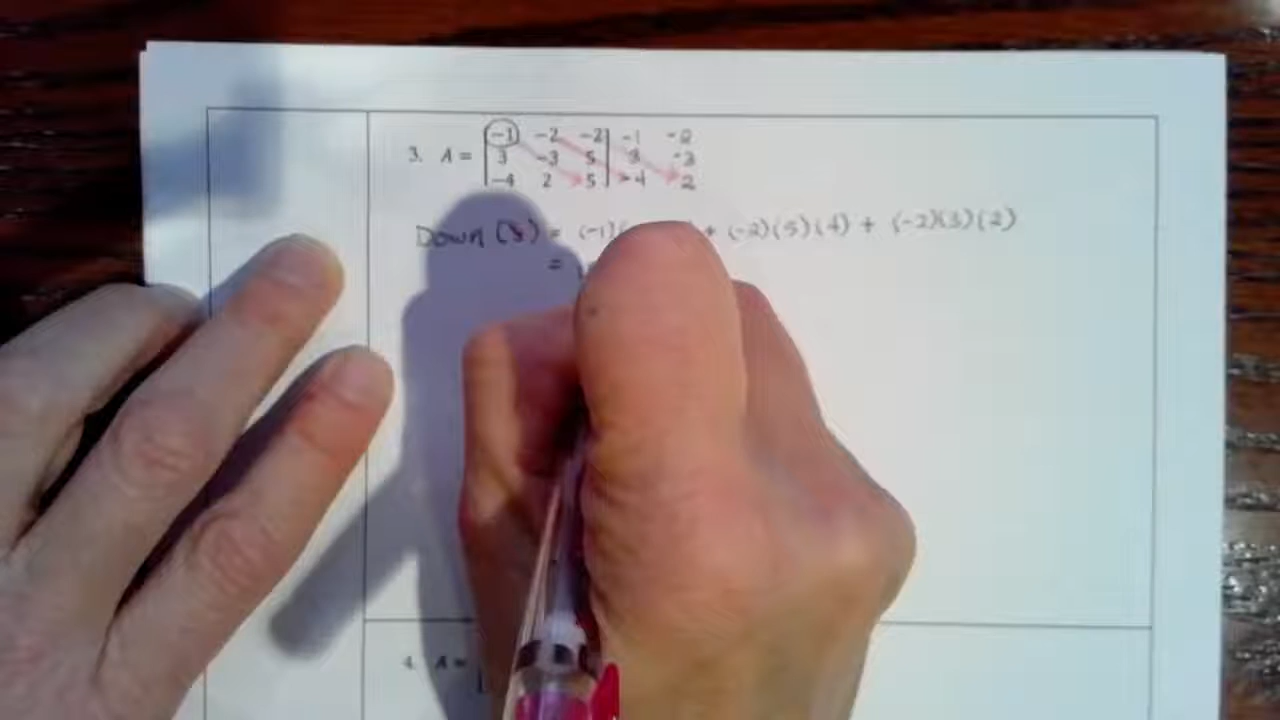 3. A = |-1 -2 -2| -1 -2
3 -3 5 3 -3
-4 2 5 -4 2
Down (3) = (-1)( + (-2)(5)(4) + (-2)(3)(2)
=
4. A =